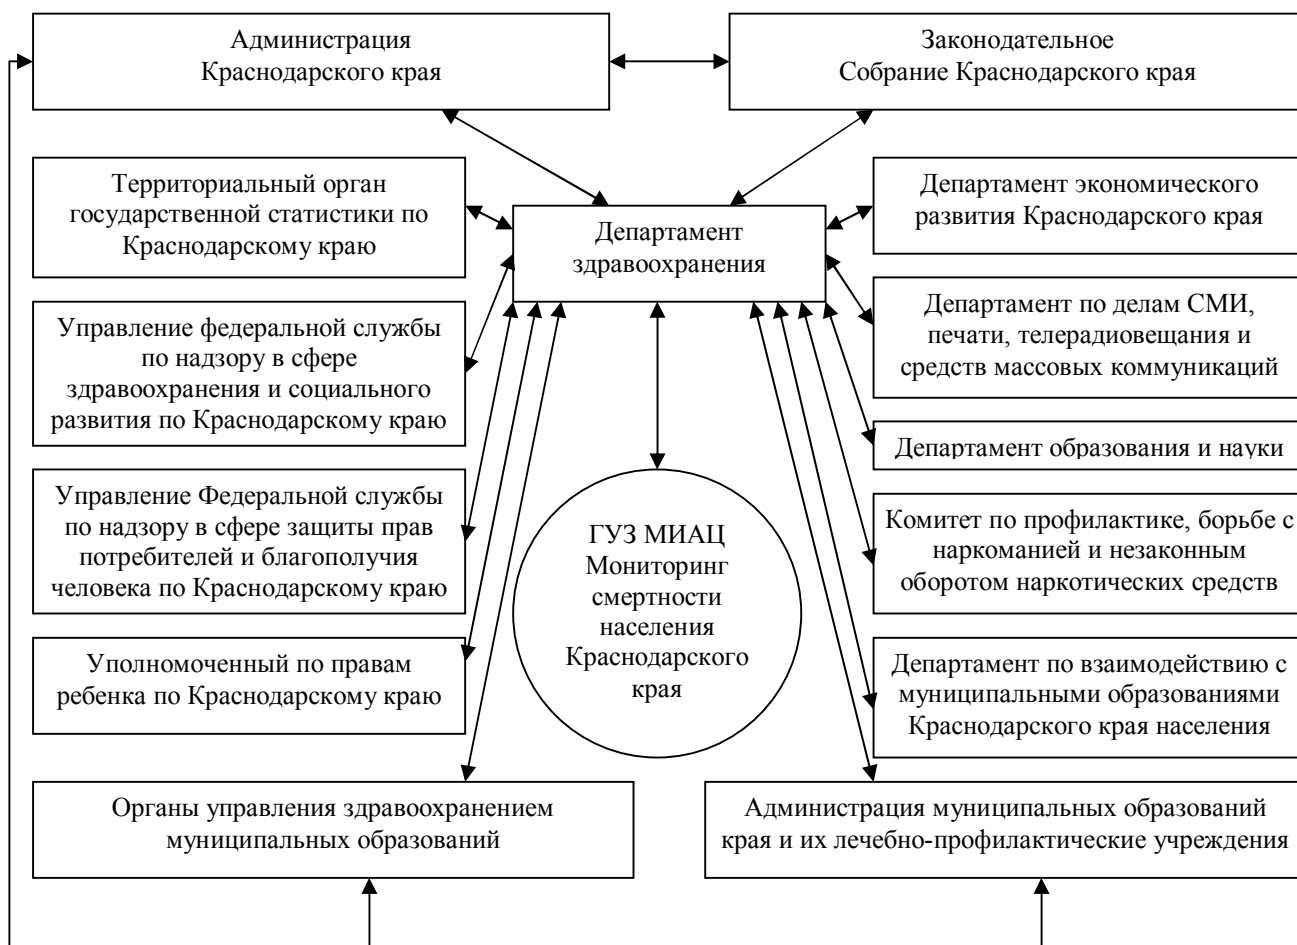 Администрация
Краснодарского края
Законодательное
Собрание Краснодарского края
Территориальный орган
государственной статистики по
Краснодарскому краю
Департамент
здравоохранения
Департамент экономического
развития Краснодарского края
Управление федеральной службы
по надзору в сфере
здравоохранения и социального
развития по Краснодарскому краю
Департамент по делам СМИ,
печати, телерадиовещания и
средств массовых коммуникаций
Департамент образования и науки
Управление Федеральной службы
по надзору в сфере защиты прав
потребителей и благополучия
человека по Краснодарскому краю
ГУЗ МИАЦ
Мониторинг
смертности
населения
Краснодарского
края
Комитет по профилактике, борьбе с
наркоманией и незаконным
оборотом наркотических средств
Уполномоченный по правам
ребенка по Краснодарскому краю
Департамент по взаимодействию с
муниципальными образованиями
Краснодарского края населения
Органы управления здравоохранением
муниципальных образований
Администрация муниципальных образований
края и их лечебно-профилактические учреждения